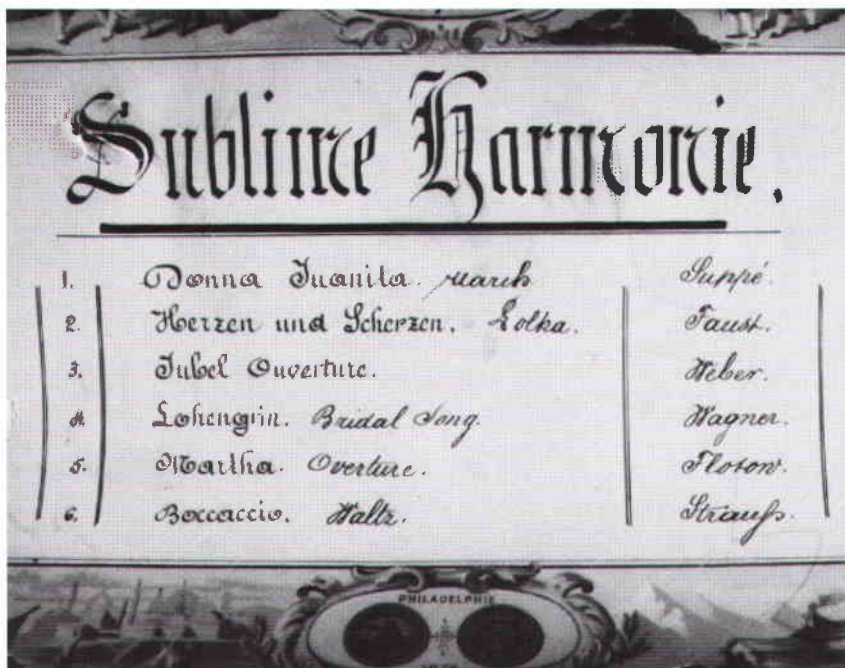 Sublime Harmonie.
1. Donna Juanita. March Suppé.
2. Herzen und Scherzen. Polka. Faust.
3. Jubel Ouverture. Weber.
4. Lohengrin. Bridal Song. Wagner.
5. Martha. Overture. Flotow.
6. Boccaccio. Waltz. Strauss.
PHILADELPHIE